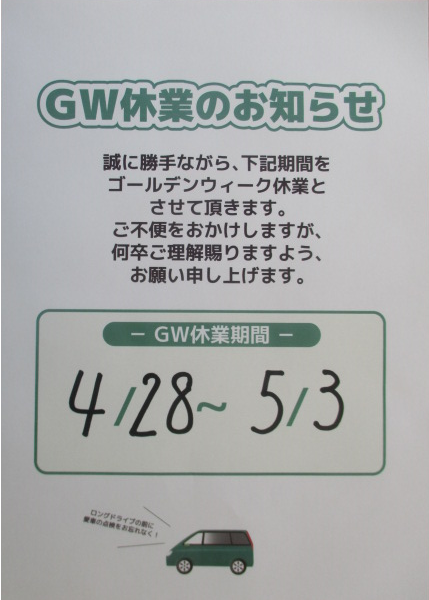 GW休業のお知らせ
誠に勝手ながら、下記期間を
ゴールデンウィーク休業と
させて頂きます。
ご不便をおかけしますが、
何卒ご理解賜りますよう、
お願い申し上げます。
− GW休業期間 −
4/28~ 5/3
ロングドライブの前に
愛車の点検をお忘れなく！